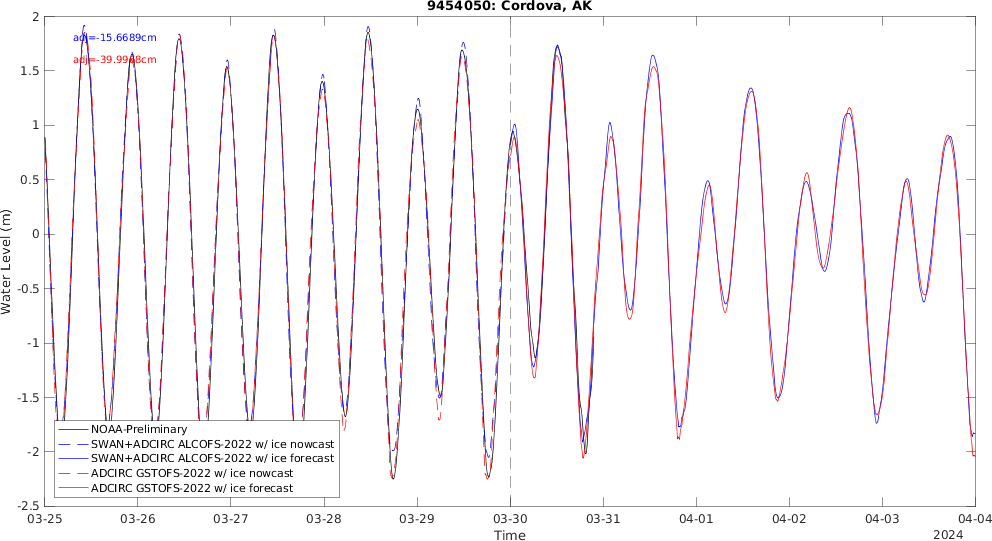 9454050: Cordova, AK
2
1.5
1
0.5
0
-0.5
-1
-1.5
-2
-2.5
Water Level (m)
adj=-15.6689cm
NOAA-Preliminary
SWAN+ADCIRC ALCOFS-2022 w/ ice nowcast
SWAN+ADCIRC ALCOFS-2022 w/ ice forecast
ADCIRC GSTOFS-2022 w/ ice nowcast
ADCIRC GSTOFS-2022 w/ ice forecast
03-25 03-26 03-27 03-28 03-29 03-30 03-31 04-01 04-02 04-03 04-04
Time
2024